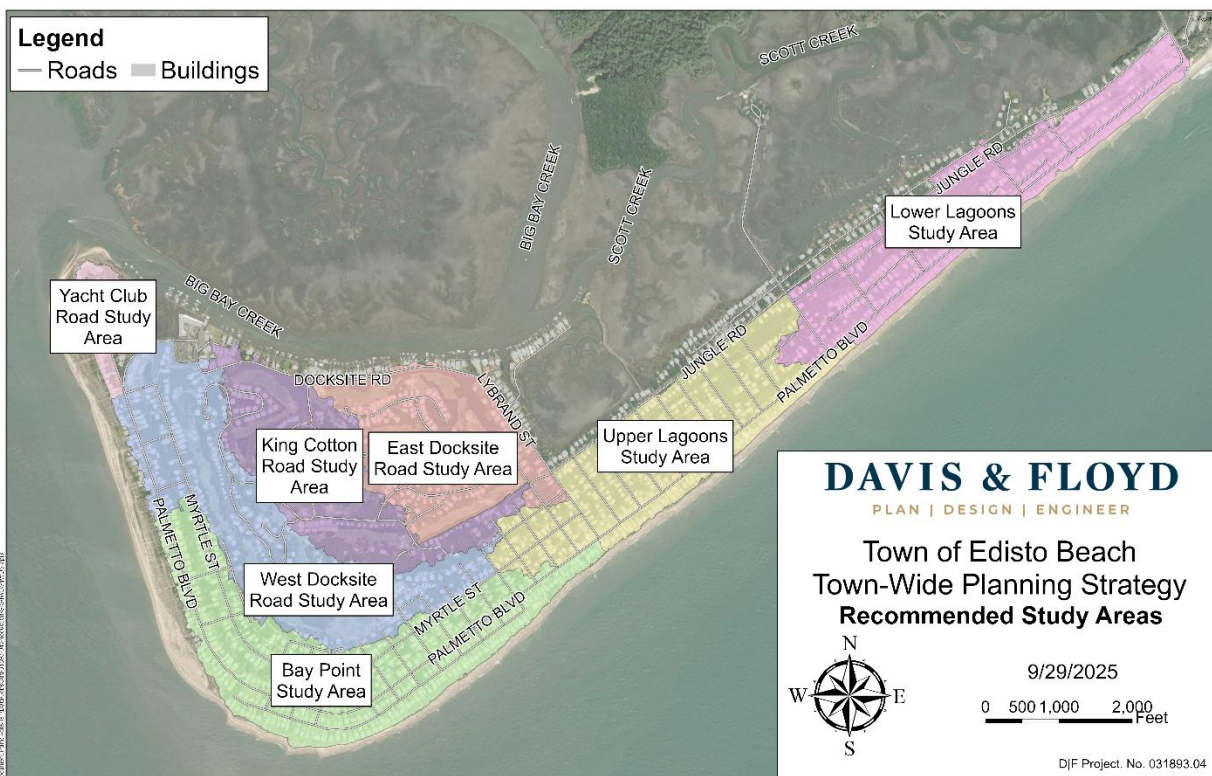 Legend
Roads
Buildings
SCOTT CREEK
BIG BAY CREEK
SCOTT CREEK
JUNGLE RD
Lower Lagoons
Study Area
Yacht Club
Road Study
Area
BIG BAY CREEK
JUNGLE RD
PALMETTO BLVD
DOCKSITE RD
LYBRAND ST
King Cotton
Road Study
Area
East Docksite
Road Study Area
Upper Lagoons
Study Area
PALMETTO BLVD
MYRTLE ST
West Docksite
Road Study Area
MYRTLE ST
PALMETTO BLVD
Bay Point
Study Area
DAVIS & FLOYD
PLAN | DESIGN | ENGINEER
Town of Edisto Beach
Town-Wide Planning Strategy
Recommended Study Areas
N
W E
S
9/29/2025
0 500 1,000 2,000
Feet
D|F Project. No. 031893.04